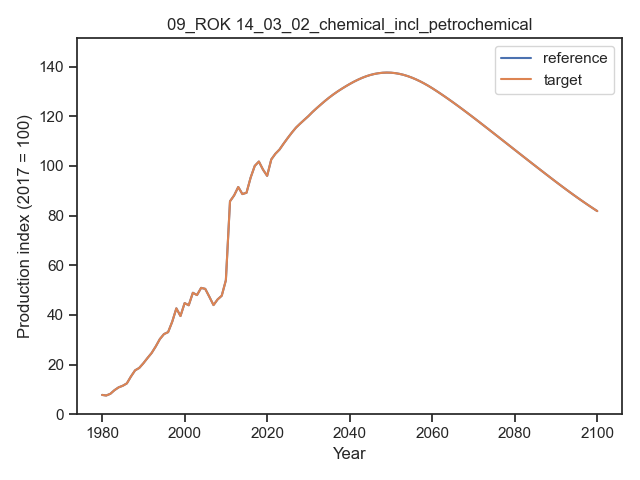 09_ROK 14_03_02_chemical_incl_petrochemical
reference
target
Production index (2017 = 100)
140
120
100
80
60
40
20
0
1980 2000 2020 2040 2060 2080 2100
Year